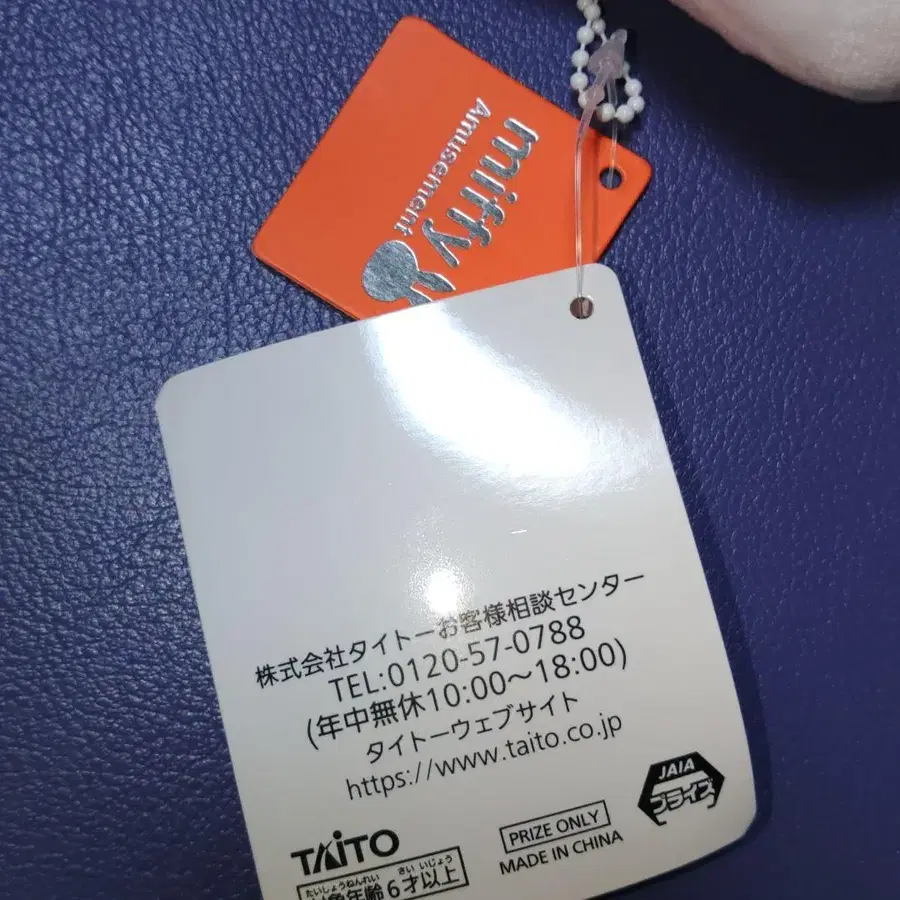 miffy
Amusement
株式会社タイトーお客様相談センター
TEL:0120-57-0788
(年中無休10:00〜18:00)
タイトーウェブサイト
https://www.taito.co.jp
JAIA
プライズ
TAITO
PRIZE ONLY
MADE IN CHINA
たいしょうねんれい さい いじょう
対象年齢6才以上